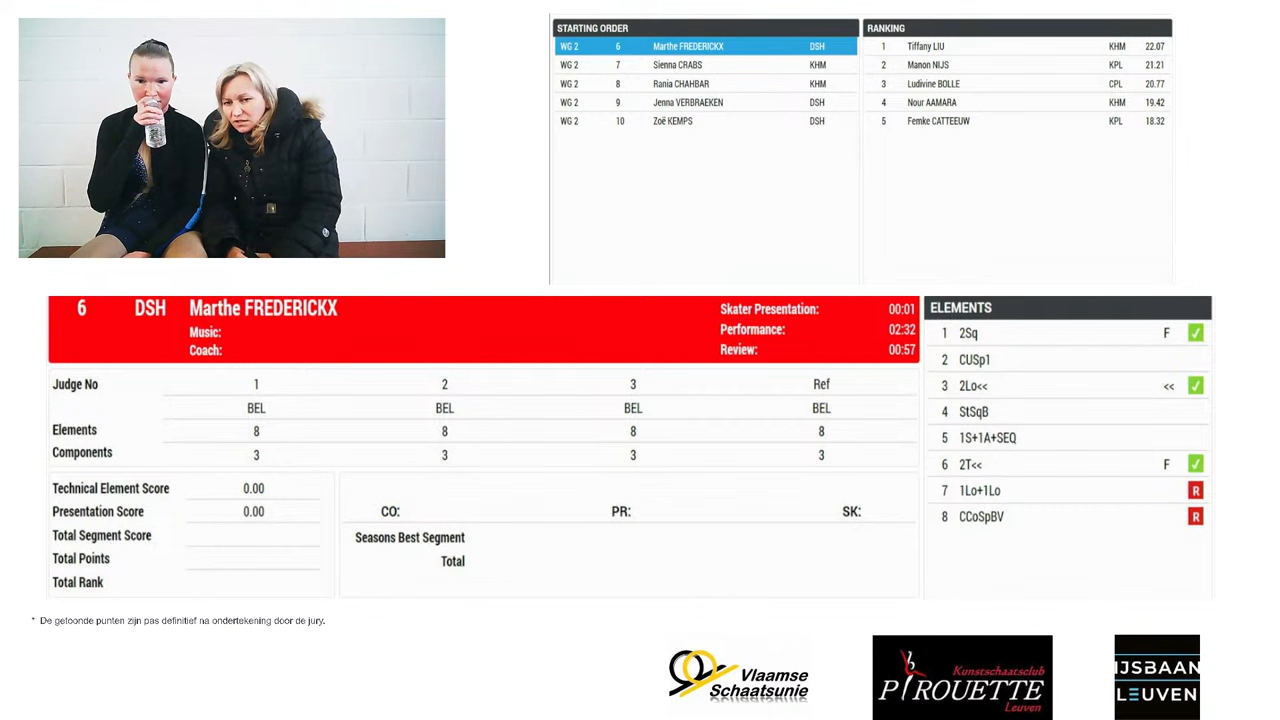 STARTING ORDER
WG 2 6 Marthe FREDERICKX DSH
WG 2 7 Sienna CRABS KHM
WG 2 8 Rania CHAHBAR KHM
WG 2 9 Jenna VERBRAEKEN DSH
WG 2 10 Zoë KEMPS DSH
RANKING
1 Tiffany LIU KHM 22.07
2 Manon NIJS KPL 21.21
3 Ludivine BOLLE CPL 20.77
4 Nour AAMARA KHM 19.42
5 Femke CATTEEUW KPL 18.32
6 DSH Marthe FREDERICKX
Music:
Coach:
Skater Presentation: 00:01
Performance: 02:32
Review: 00:57
Judge No 1 2 3 Ref
BEL BEL BEL BEL
Elements 8 8 8 8
Components 3 3 3 3
Technical Element Score 0.00
Presentation Score 0.00
Total Segment Score
Total Points
Total Rank
CO: PR: SK:
Seasons Best Segment
Total
ELEMENTS
1 2Sq F
2 CUSp1
3 2Lo<< <<
4 StSqB
5 1S+1A+SEQ
6 2T<< F
7 1Lo+1Lo R
8 CCoSpBV R
* De getoonde punten zijn pas definitief na ondertekening door de jury.
Vlaamse
Schaatsunie
Kunstschaatsclub
PIROUETTE
Leuven
IJSBAAN
LEUVEN